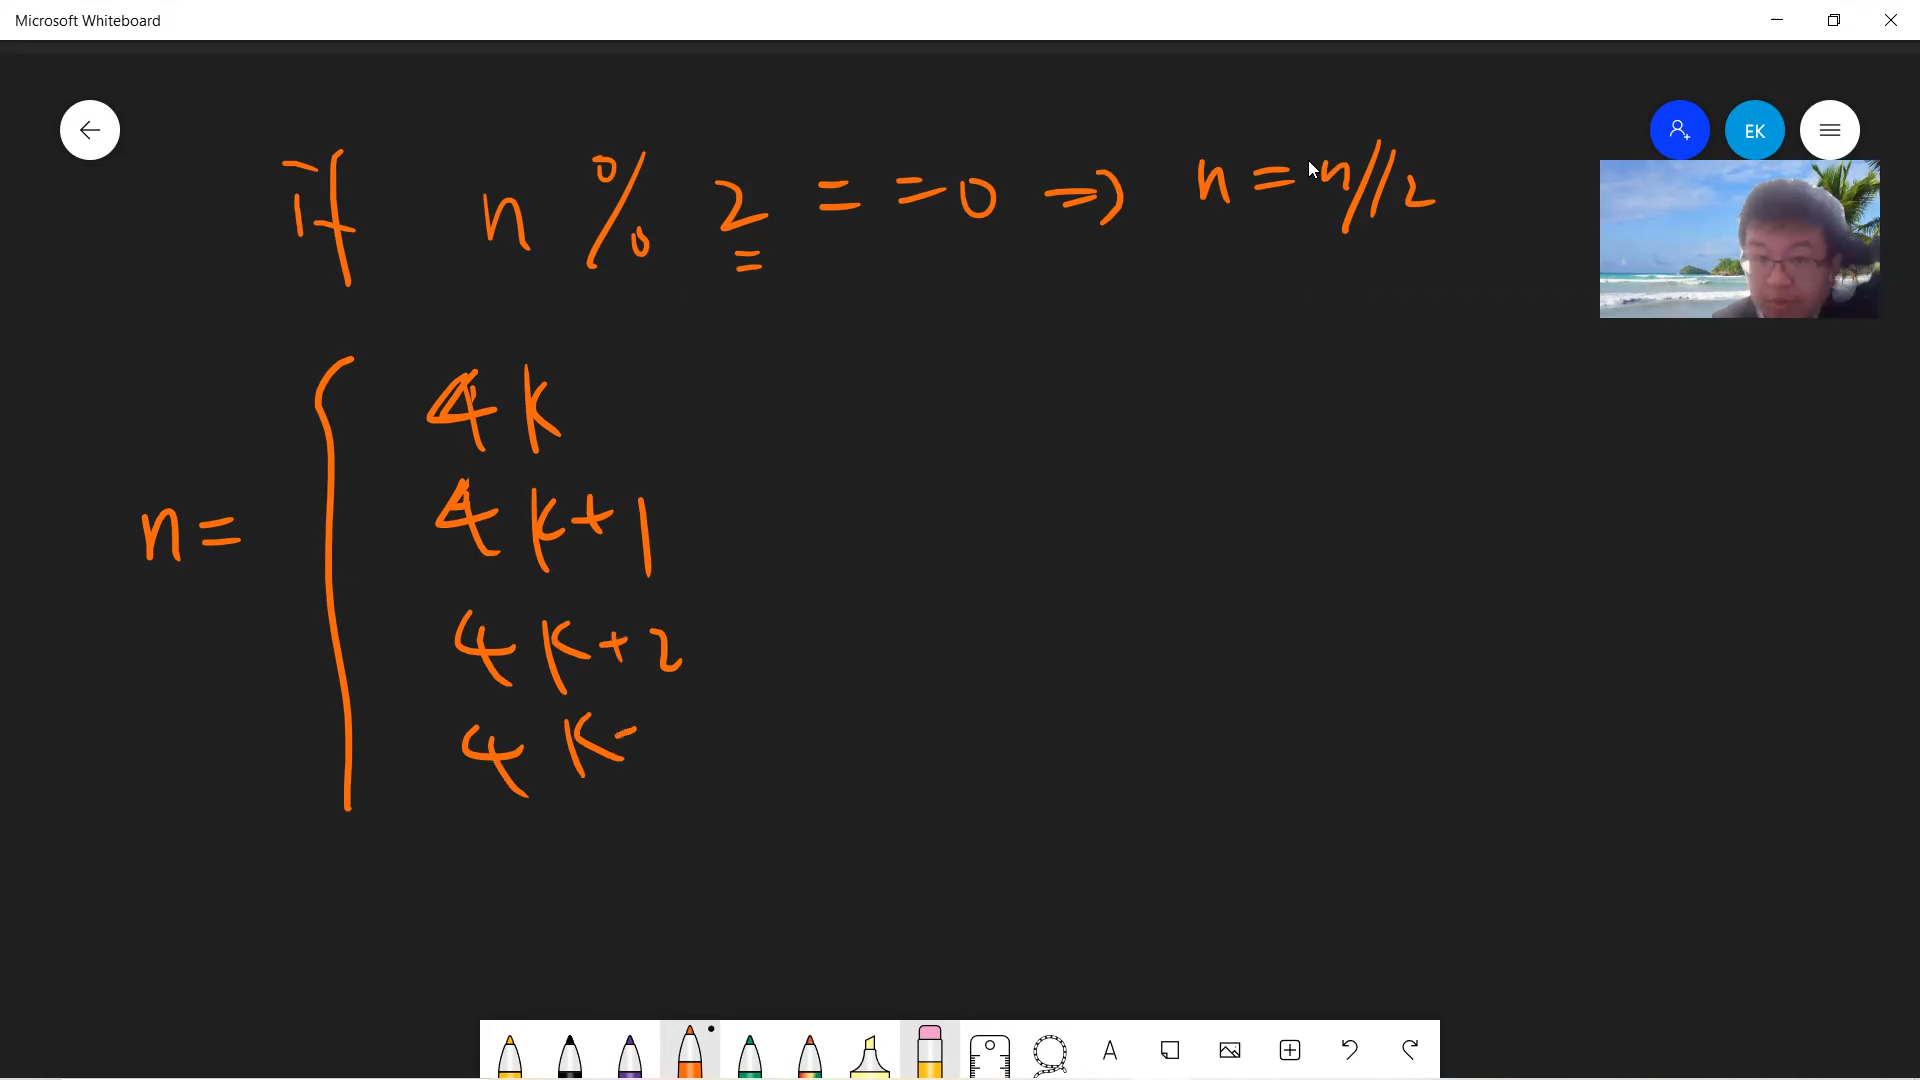 Microsoft Whiteboard
EK
if n % 2 = = 0 ⇒ n = n//2
4k
4k+1
n =
4k+2
4k-
A